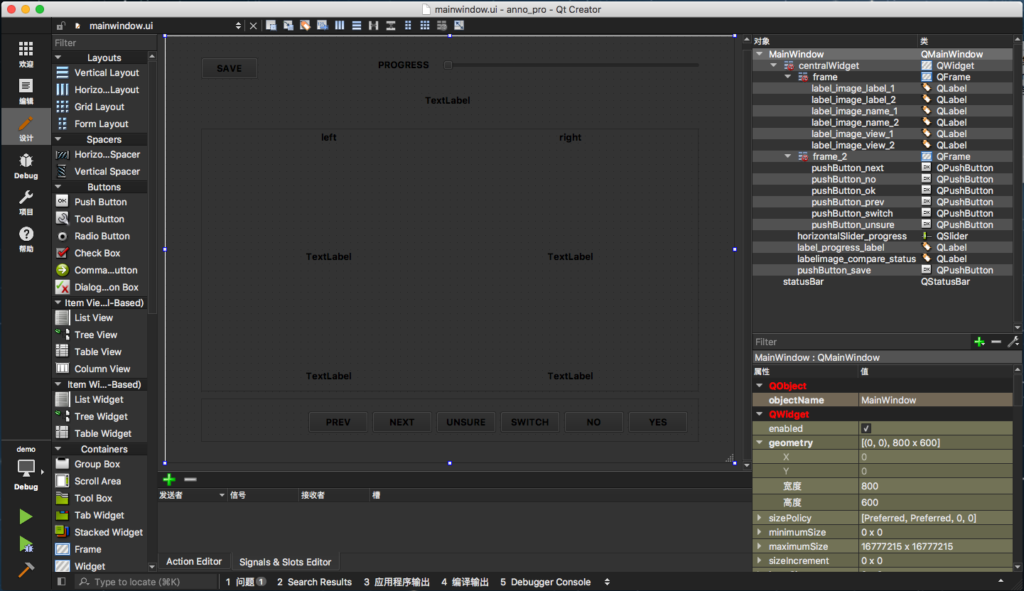 mainwindow.ui - anno_pro - Qt Creator
mainwindow.ui
欢迎
编辑
设计
Debug
项目
帮助
demo
Debug
Filter
Layouts
Vertical Layout
Horizo...Layout
Grid Layout
Form Layout
Spacers
Horizo...Spacer
Vertical Spacer
Buttons
Push Button
Tool Button
Radio Button
Check Box
Comma...utton
Dialog...on Box
Item Vie...l-Based)
List View
Tree View
Table View
Column View
Item Wi...-Based)
List Widget
Tree Widget
Table Widget
Containers
Group Box
Scroll Area
Tool Box
Tab Widget
Stacked Widget
Frame
Widget
SAVE
PROGRESS
TextLabel
left right
TextLabel TextLabel
TextLabel TextLabel
PREV NEXT UNSURE SWITCH NO YES
发送者 信号 接收者 槽
Action Editor Signals & Slots Editor
对象 类
MainWindow QMainWindow
centralWidget QWidget
frame QFrame
label_image_label_1 QLabel
label_image_label_2 QLabel
label_image_name_1 QLabel
label_image_name_2 QLabel
label_image_view_1 QLabel
label_image_view_2 QLabel
frame_2 QFrame
pushButton_next QPushButton
pushButton_no QPushButton
pushButton_ok QPushButton
pushButton_prev QPushButton
pushButton_switch QPushButton
pushButton_unsure QPushButton
horizontalSlider_progress QSlider
label_progress_label QLabel
labelimage_compare_status QLabel
pushButton_save QPushButton
statusBar QStatusBar
Filter
MainWindow : QMainWindow
属性 值
QObject
objectName MainWindow
QWidget
enabled
geometry [(0, 0), 800 x 600]
X 0
Y 0
宽度 800
高度 600
sizePolicy [Preferred, Preferred, 0, 0]
minimumSize 0 x 0
maximumSize 16777215 x 16777215
sizeIncrement 0 x 0
Type to locate (⌘K) 1 问题 1 2 Search Results 3 应用程序输出 4 编译输出 5 Debugger Console